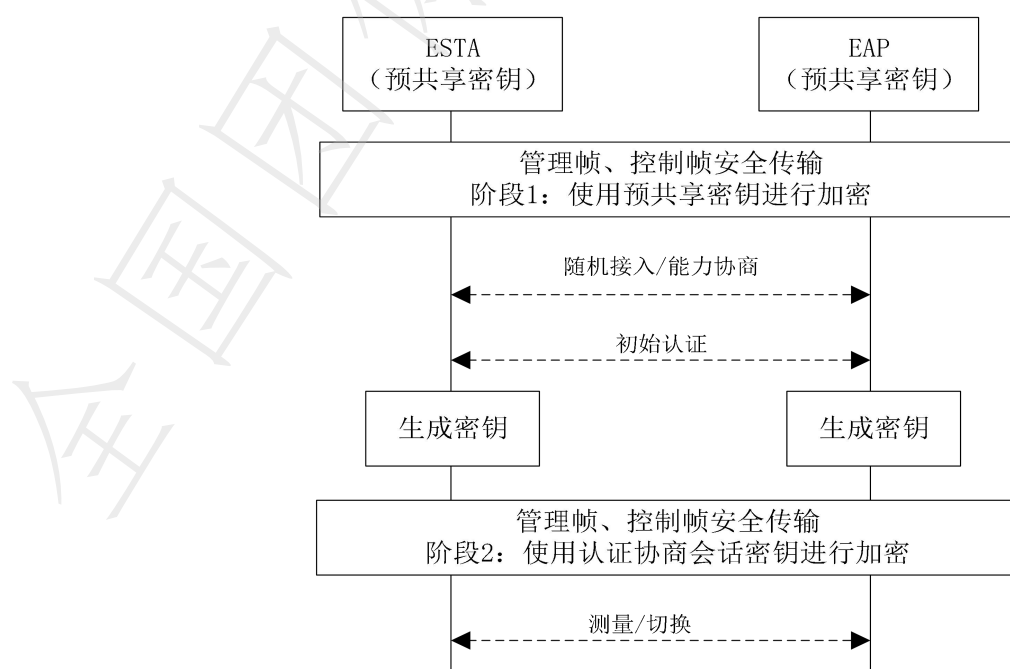 ESTA
（预共享密钥）
EAP
（预共享密钥）
管理帧、控制帧安全传输
阶段1：使用预共享密钥进行加密
随机接入/能力协商
初始认证
生成密钥
生成密钥
管理帧、控制帧安全传输
阶段2：使用认证协商会话密钥进行加密
测量/切换
全国团